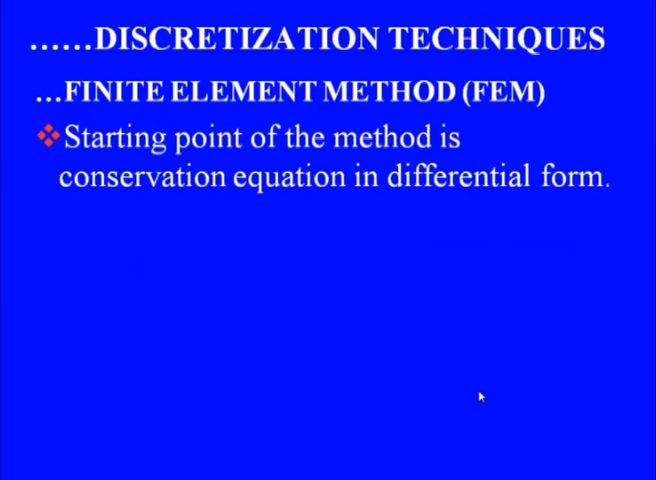 ......DISCRETIZATION TECHNIQUES
...FINITE ELEMENT METHOD (FEM)
Starting point of the method is
conservation equation in differential form.